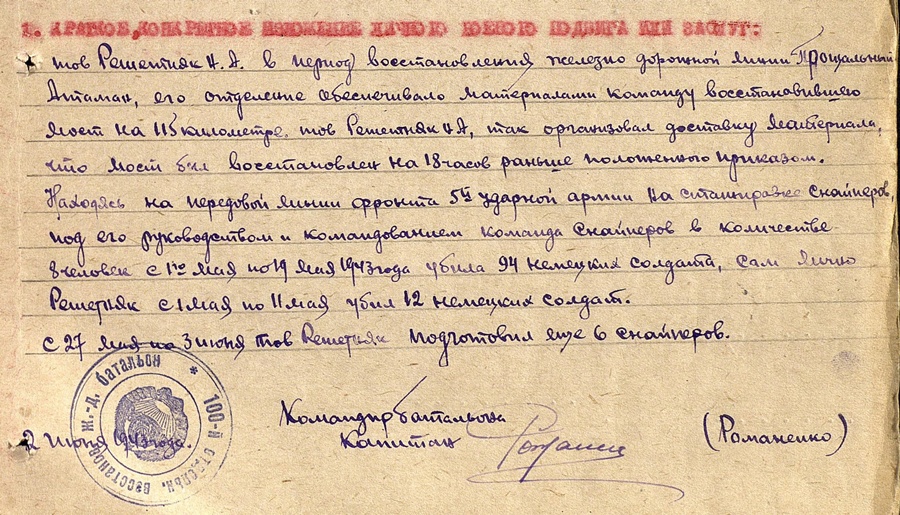 1. КРАТКОЕ, КОНКРЕТНОЕ ИЗЛОЖЕНИЕ ЛИЧНОГО БОЕВОГО ПОДВИГА ИЛИ ЗАСЛУГ:
тов Решетняк Н.А. в период восстановления железно дорожной линии Прощальный
Атаман, его отделение обеспечивало материалами команду восстановившего
мост на 115 километре. тов Решетняк Н.А, так организовал доставку материала,
что мост был восстановлен на 18 часов раньше положенного приказом.
Находясь на передовой линии фронта 5й ударной армии на стажировке снайперов,
под его руководством и командованием команда снайперов в количестве
8 человек с 1го мая по 19 мая 1943 года убила 94 немецких солдата, сам лично
Решетняк с 1 мая по 11 мая убил 12 немецких солдат.
с 27 мая по 3 июня тов Решетняк подготовил еще 6 снайперов.
Командир батальона
Капитан
(Романенко)
2 июня 1943 года.
100-й отдельн. восстанов. ж.-д. батальон *